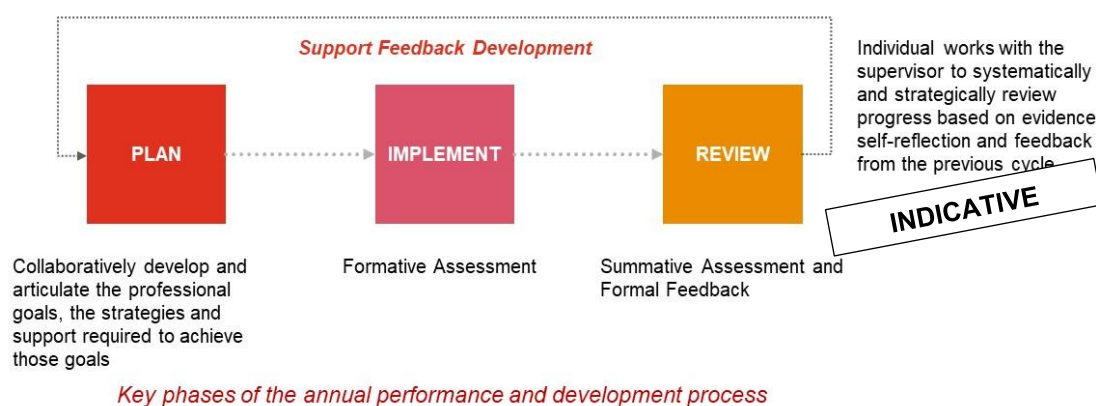 Support Feedback Development
Individual works with the
supervisor to systematically
and strategically review
progress based on evidence
self-reflection and feedback
from the previous cycle
INDICATIVE
PLAN
IMPLEMENT
REVIEW
Collaboratively develop and
articulate the professional
goals, the strategies and
support required to achieve
those goals
Formative Assessment
Summative Assessment and
Formal Feedback
Key phases of the annual performance and development process